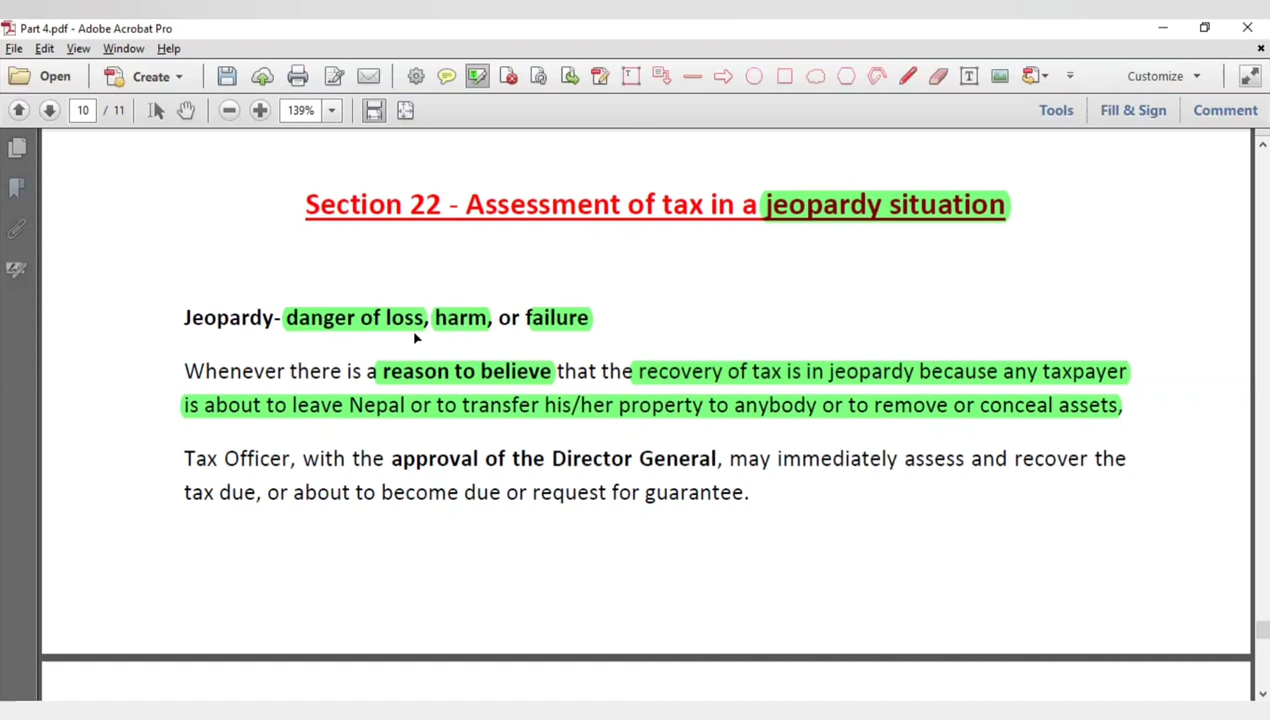 Part 4.pdf - Adobe Acrobat Pro
File Edit View Window Help
Open Create Customize
10 / 11 139% Tools Fill & Sign Comment
Section 22 - Assessment of tax in a jeopardy situation
Jeopardy- danger of loss, harm, or failure
Whenever there is a reason to believe that the recovery of tax is in jeopardy because any taxpayer
is about to leave Nepal or to transfer his/her property to anybody or to remove or conceal assets,
Tax Officer, with the approval of the Director General, may immediately assess and recover the
tax due, or about to become due or request for guarantee.